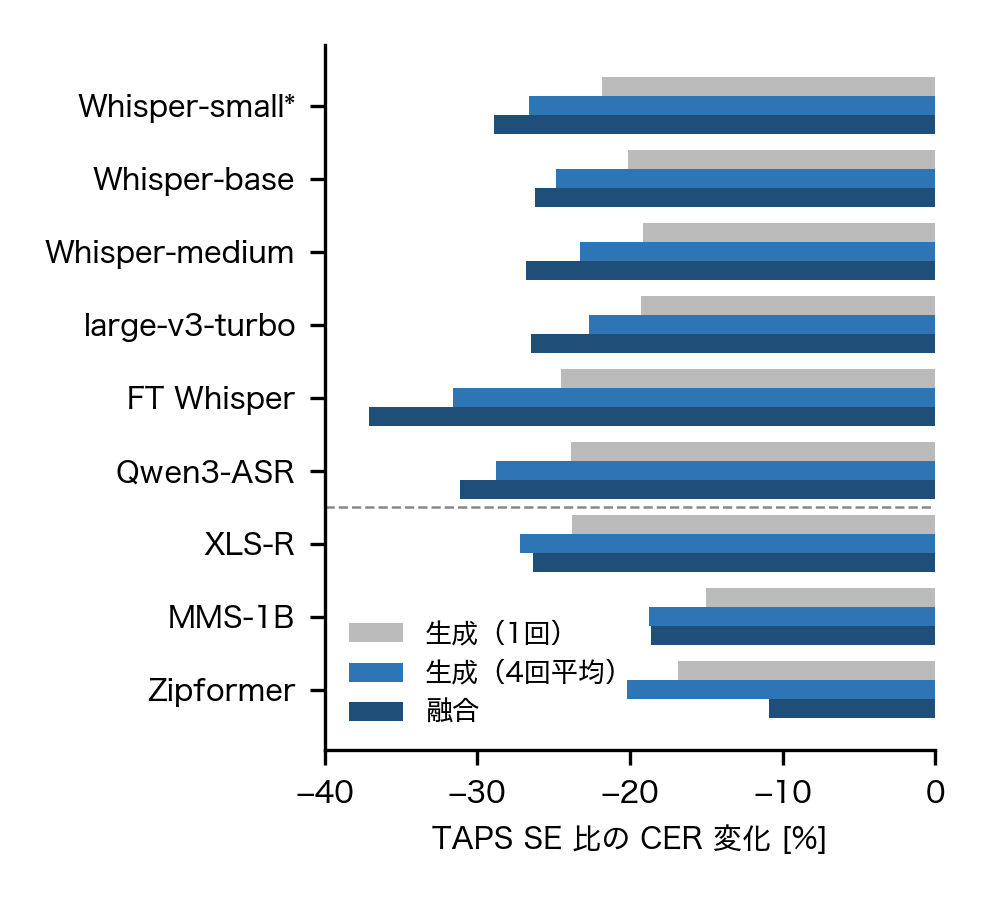 Whisper-small*
Whisper-base
Whisper-medium
large-v3-turbo
FT Whisper
Qwen3-ASR
XLS-R
MMS-1B
Zipformer
生成（1回）
生成（4回平均）
融合
−40 −30 −20 −10 0
TAPS SE 比の CER 変化 [%]